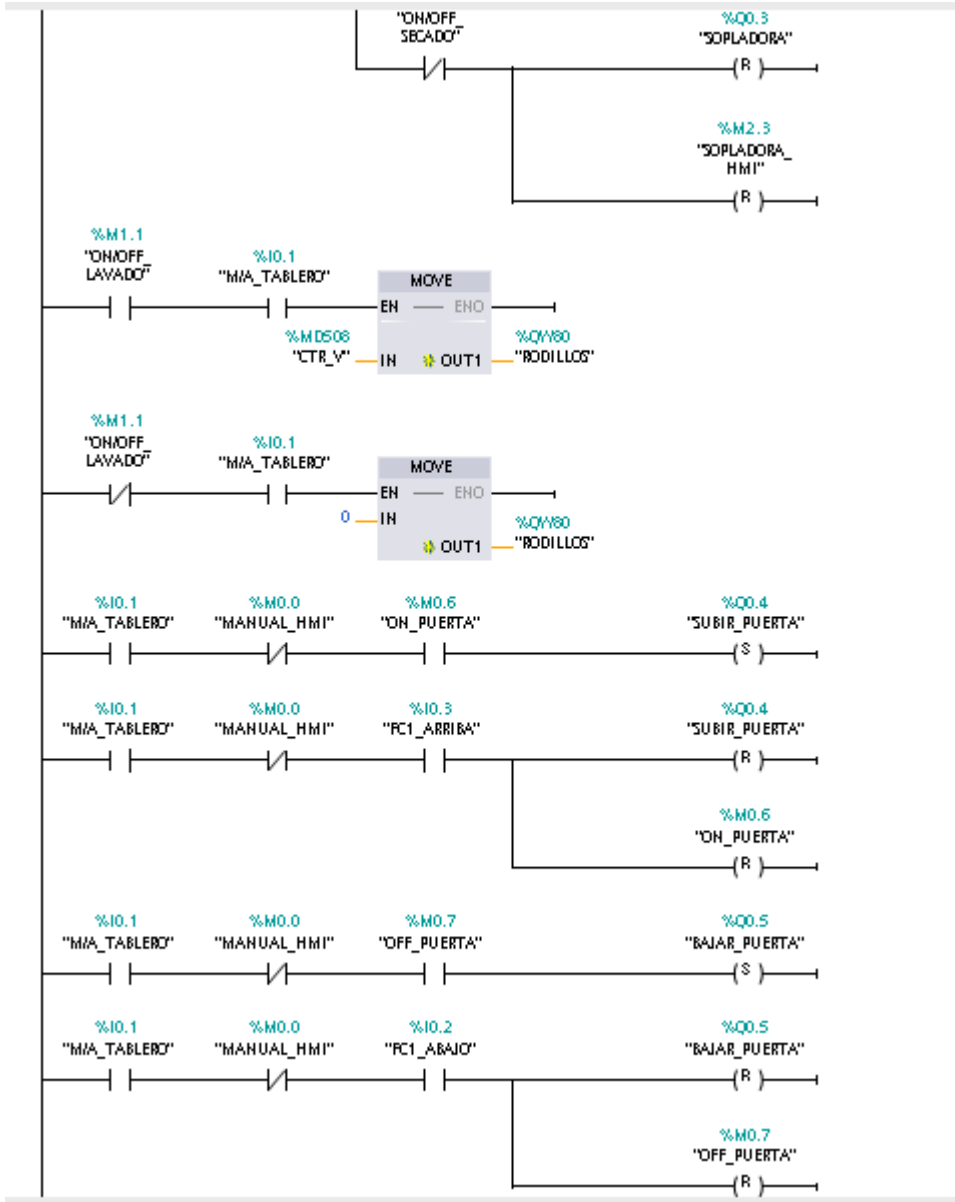 "ON/OFF_
SECADO"
%Q0.3
"SOPLADORA"
( R )
%M2.3
"SOPLADORA_
HMI"
( R )
%M1.1
"ON/OFF_
LAVADO"
%I0.1
"M/A_TABLERO"
MOVE
EN ENO
%MD508
"CTR_V"
IN OUT1
%QW80
"RODILLOS"
%M1.1
"ON/OFF_
LAVADO"
%I0.1
"M/A_TABLERO"
MOVE
EN ENO
0 IN
OUT1
%QW80
"RODILLOS"
%I0.1 %M0.0 %M0.6 %Q0.4
"M/A_TABLERO" "MANUAL_HMI" "ON_PUERTA" "SUBIR_PUERTA"
( S )
%I0.1 %M0.0 %I0.3 %Q0.4
"M/A_TABLERO" "MANUAL_HMI" "FC1_ARRIBA" "SUBIR_PUERTA"
( R )
%M0.6
"ON_PUERTA"
( R )
%I0.1 %M0.0 %M0.7 %Q0.5
"M/A_TABLERO" "MANUAL_HMI" "OFF_PUERTA" "BAJAR_PUERTA"
( S )
%I0.1 %M0.0 %I0.2 %Q0.5
"M/A_TABLERO" "MANUAL_HMI" "FC1_ABAJO" "BAJAR_PUERTA"
( R )
%M0.7
"OFF_PUERTA"
( R )